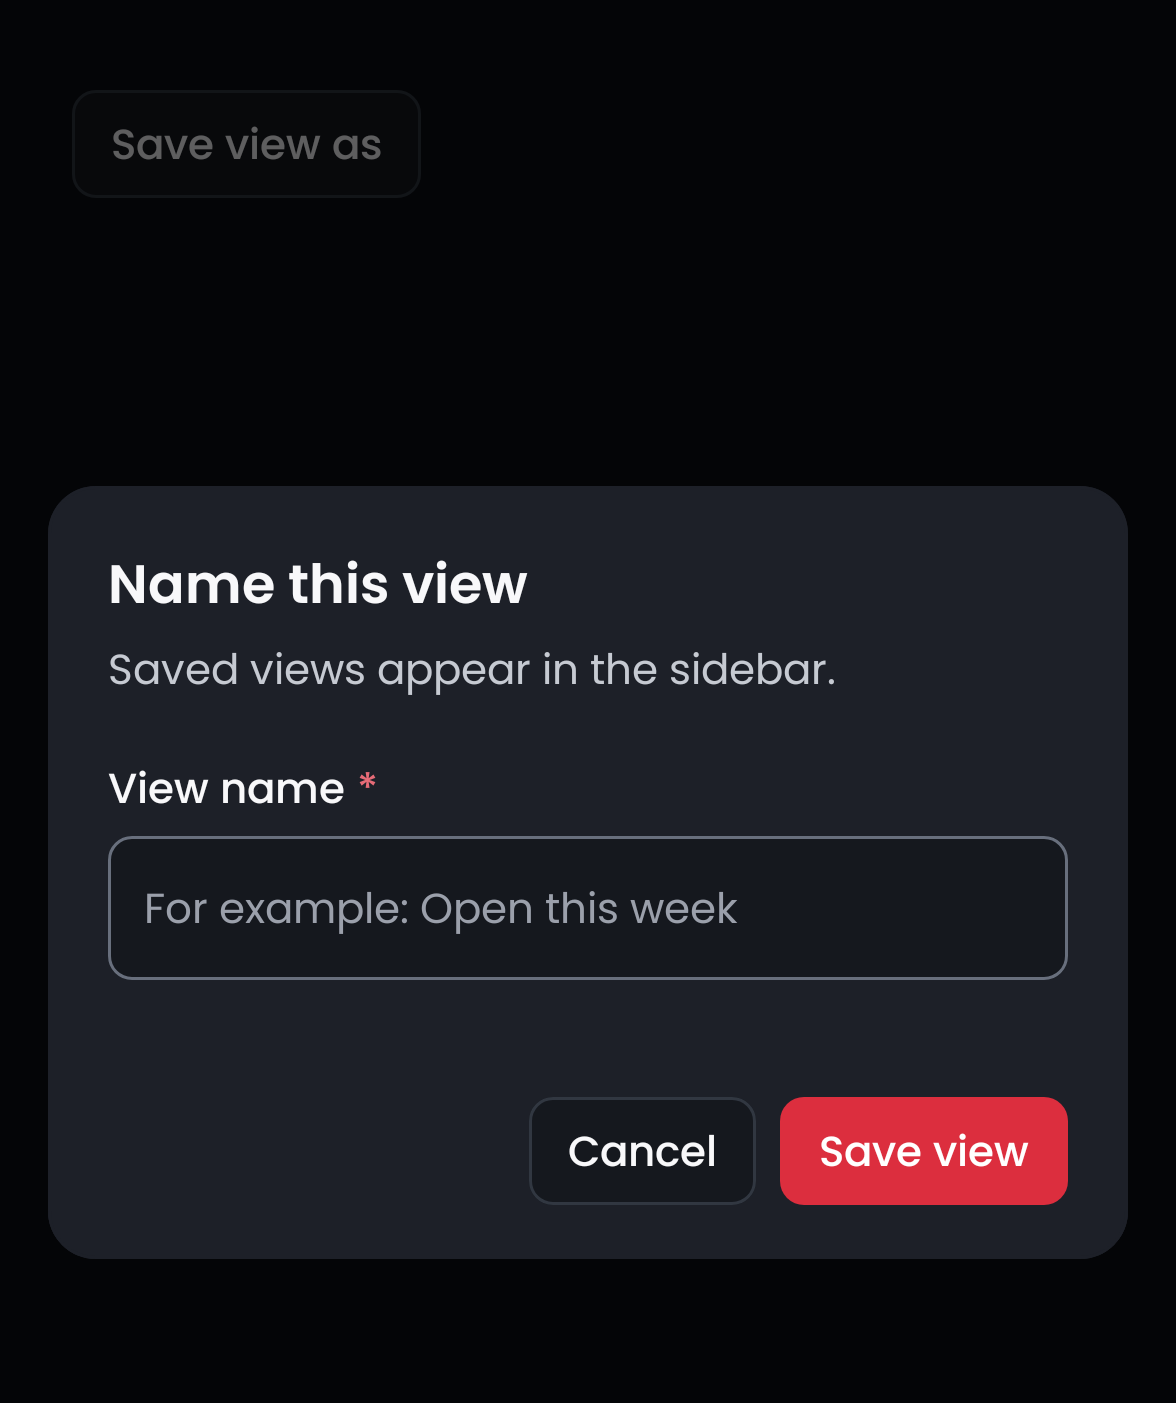 Save view as
Name this view
Saved views appear in the sidebar.
View name *
For example: Open this week
Cancel
Save view